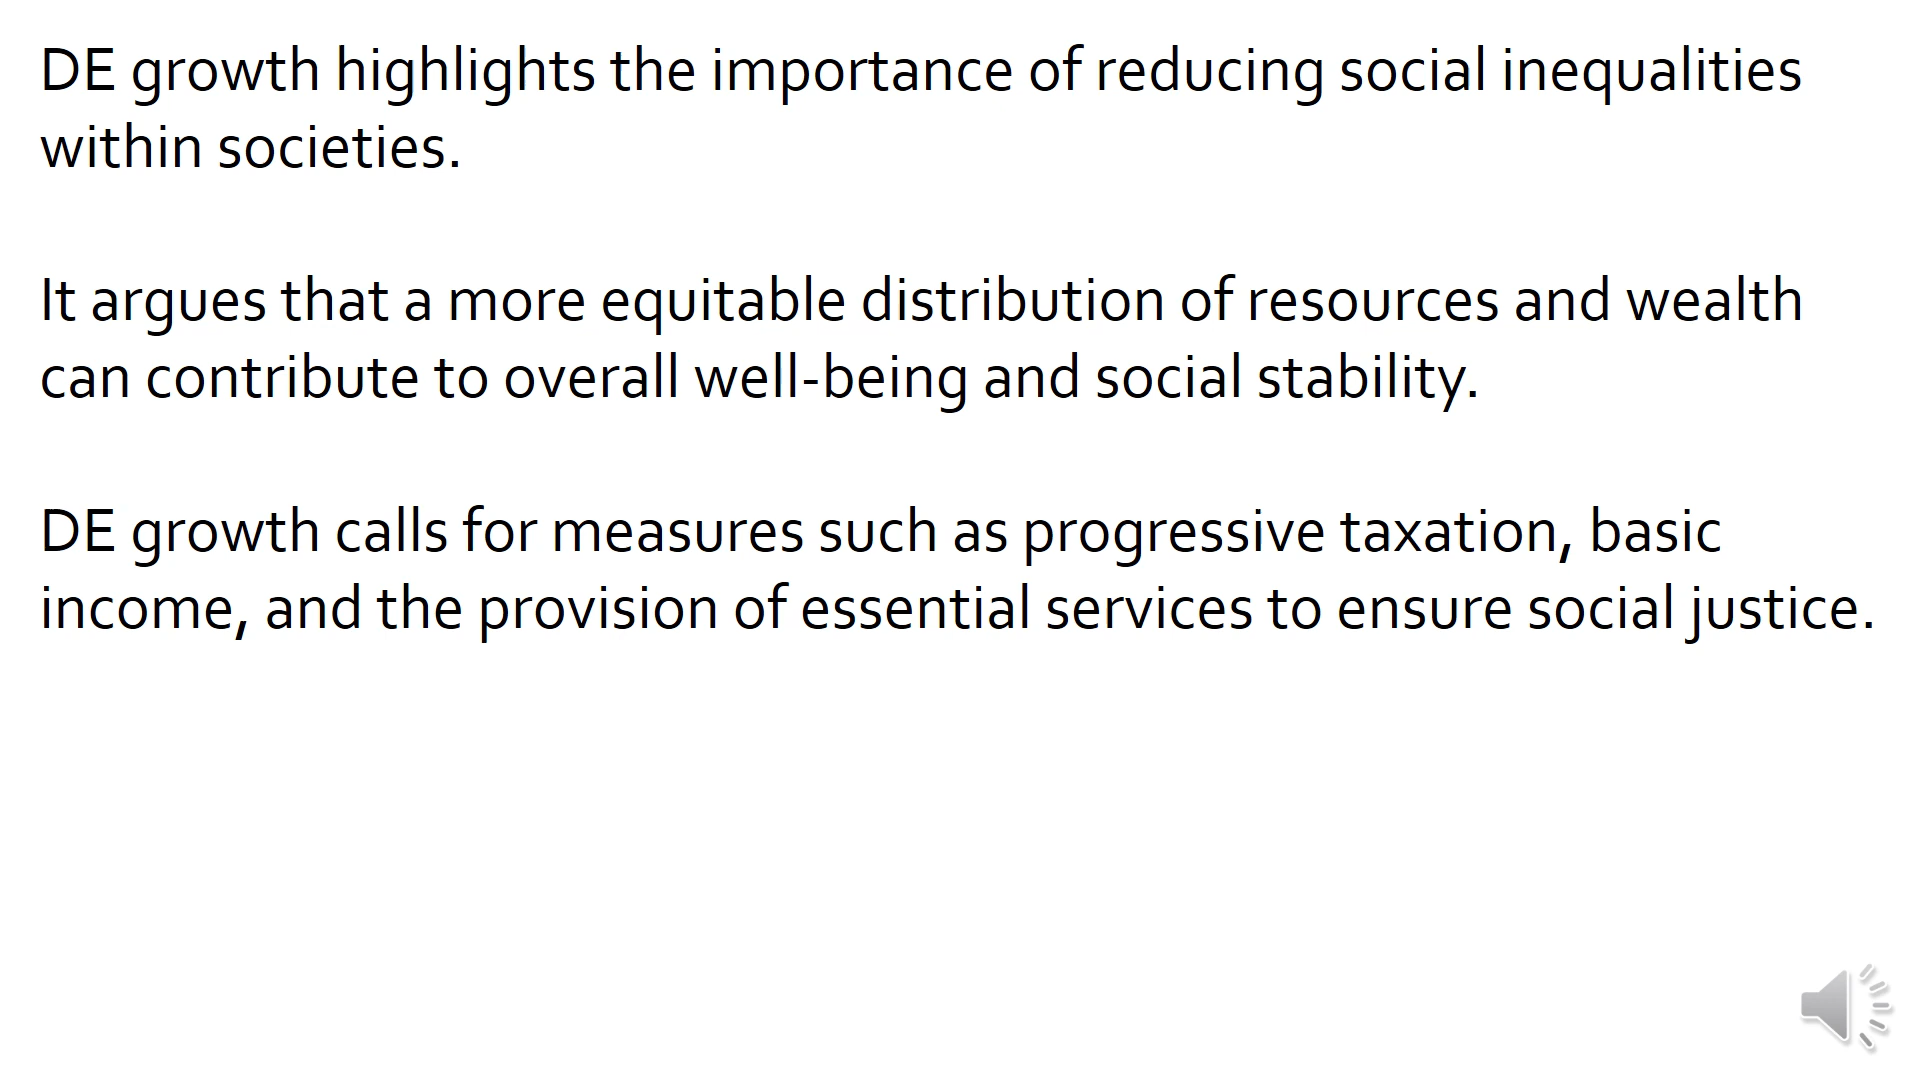 DE growth highlights the importance of reducing social inequalities
within societies.
It argues that a more equitable distribution of resources and wealth
can contribute to overall well-being and social stability.
DE growth calls for measures such as progressive taxation, basic
income, and the provision of essential services to ensure social justice.